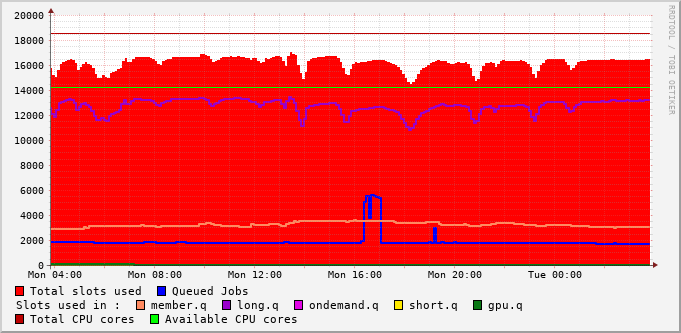 20000
18000
16000
14000
12000
10000
8000
6000
4000
2000
0
Mon 04:00 Mon 08:00 Mon 12:00 Mon 16:00 Mon 20:00 Tue 00:00
Total slots used Queued Jobs
Slots used in : member.q long.q ondemand.q short.q gpu.q
Total CPU cores Available CPU cores
RRDTOOL / TOBI OETIKER